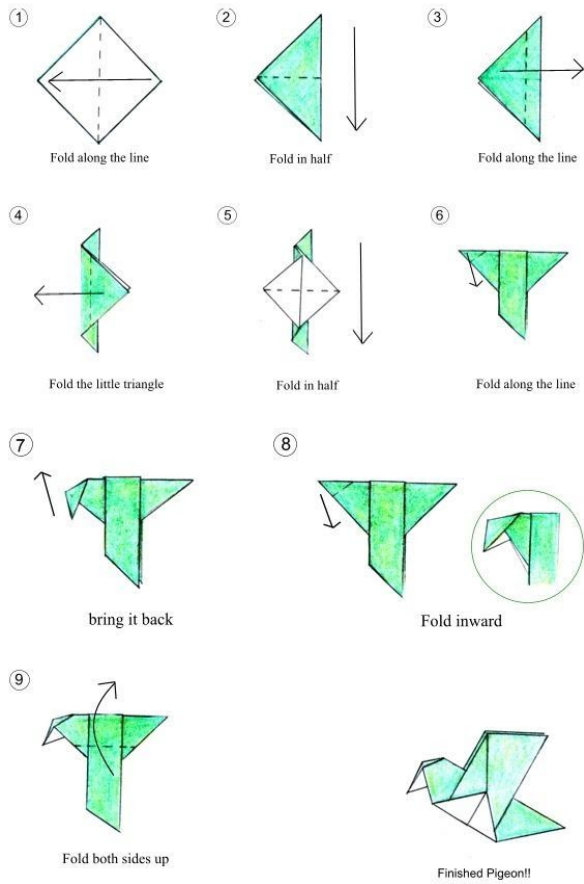 1
2
3
Fold along the line
Fold in half
Fold along the line
4
5
6
Fold the little triangle
Fold in half
Fold along the line
7
8
bring it back
Fold inward
9
Fold both sides up
Finished Pigeon!!